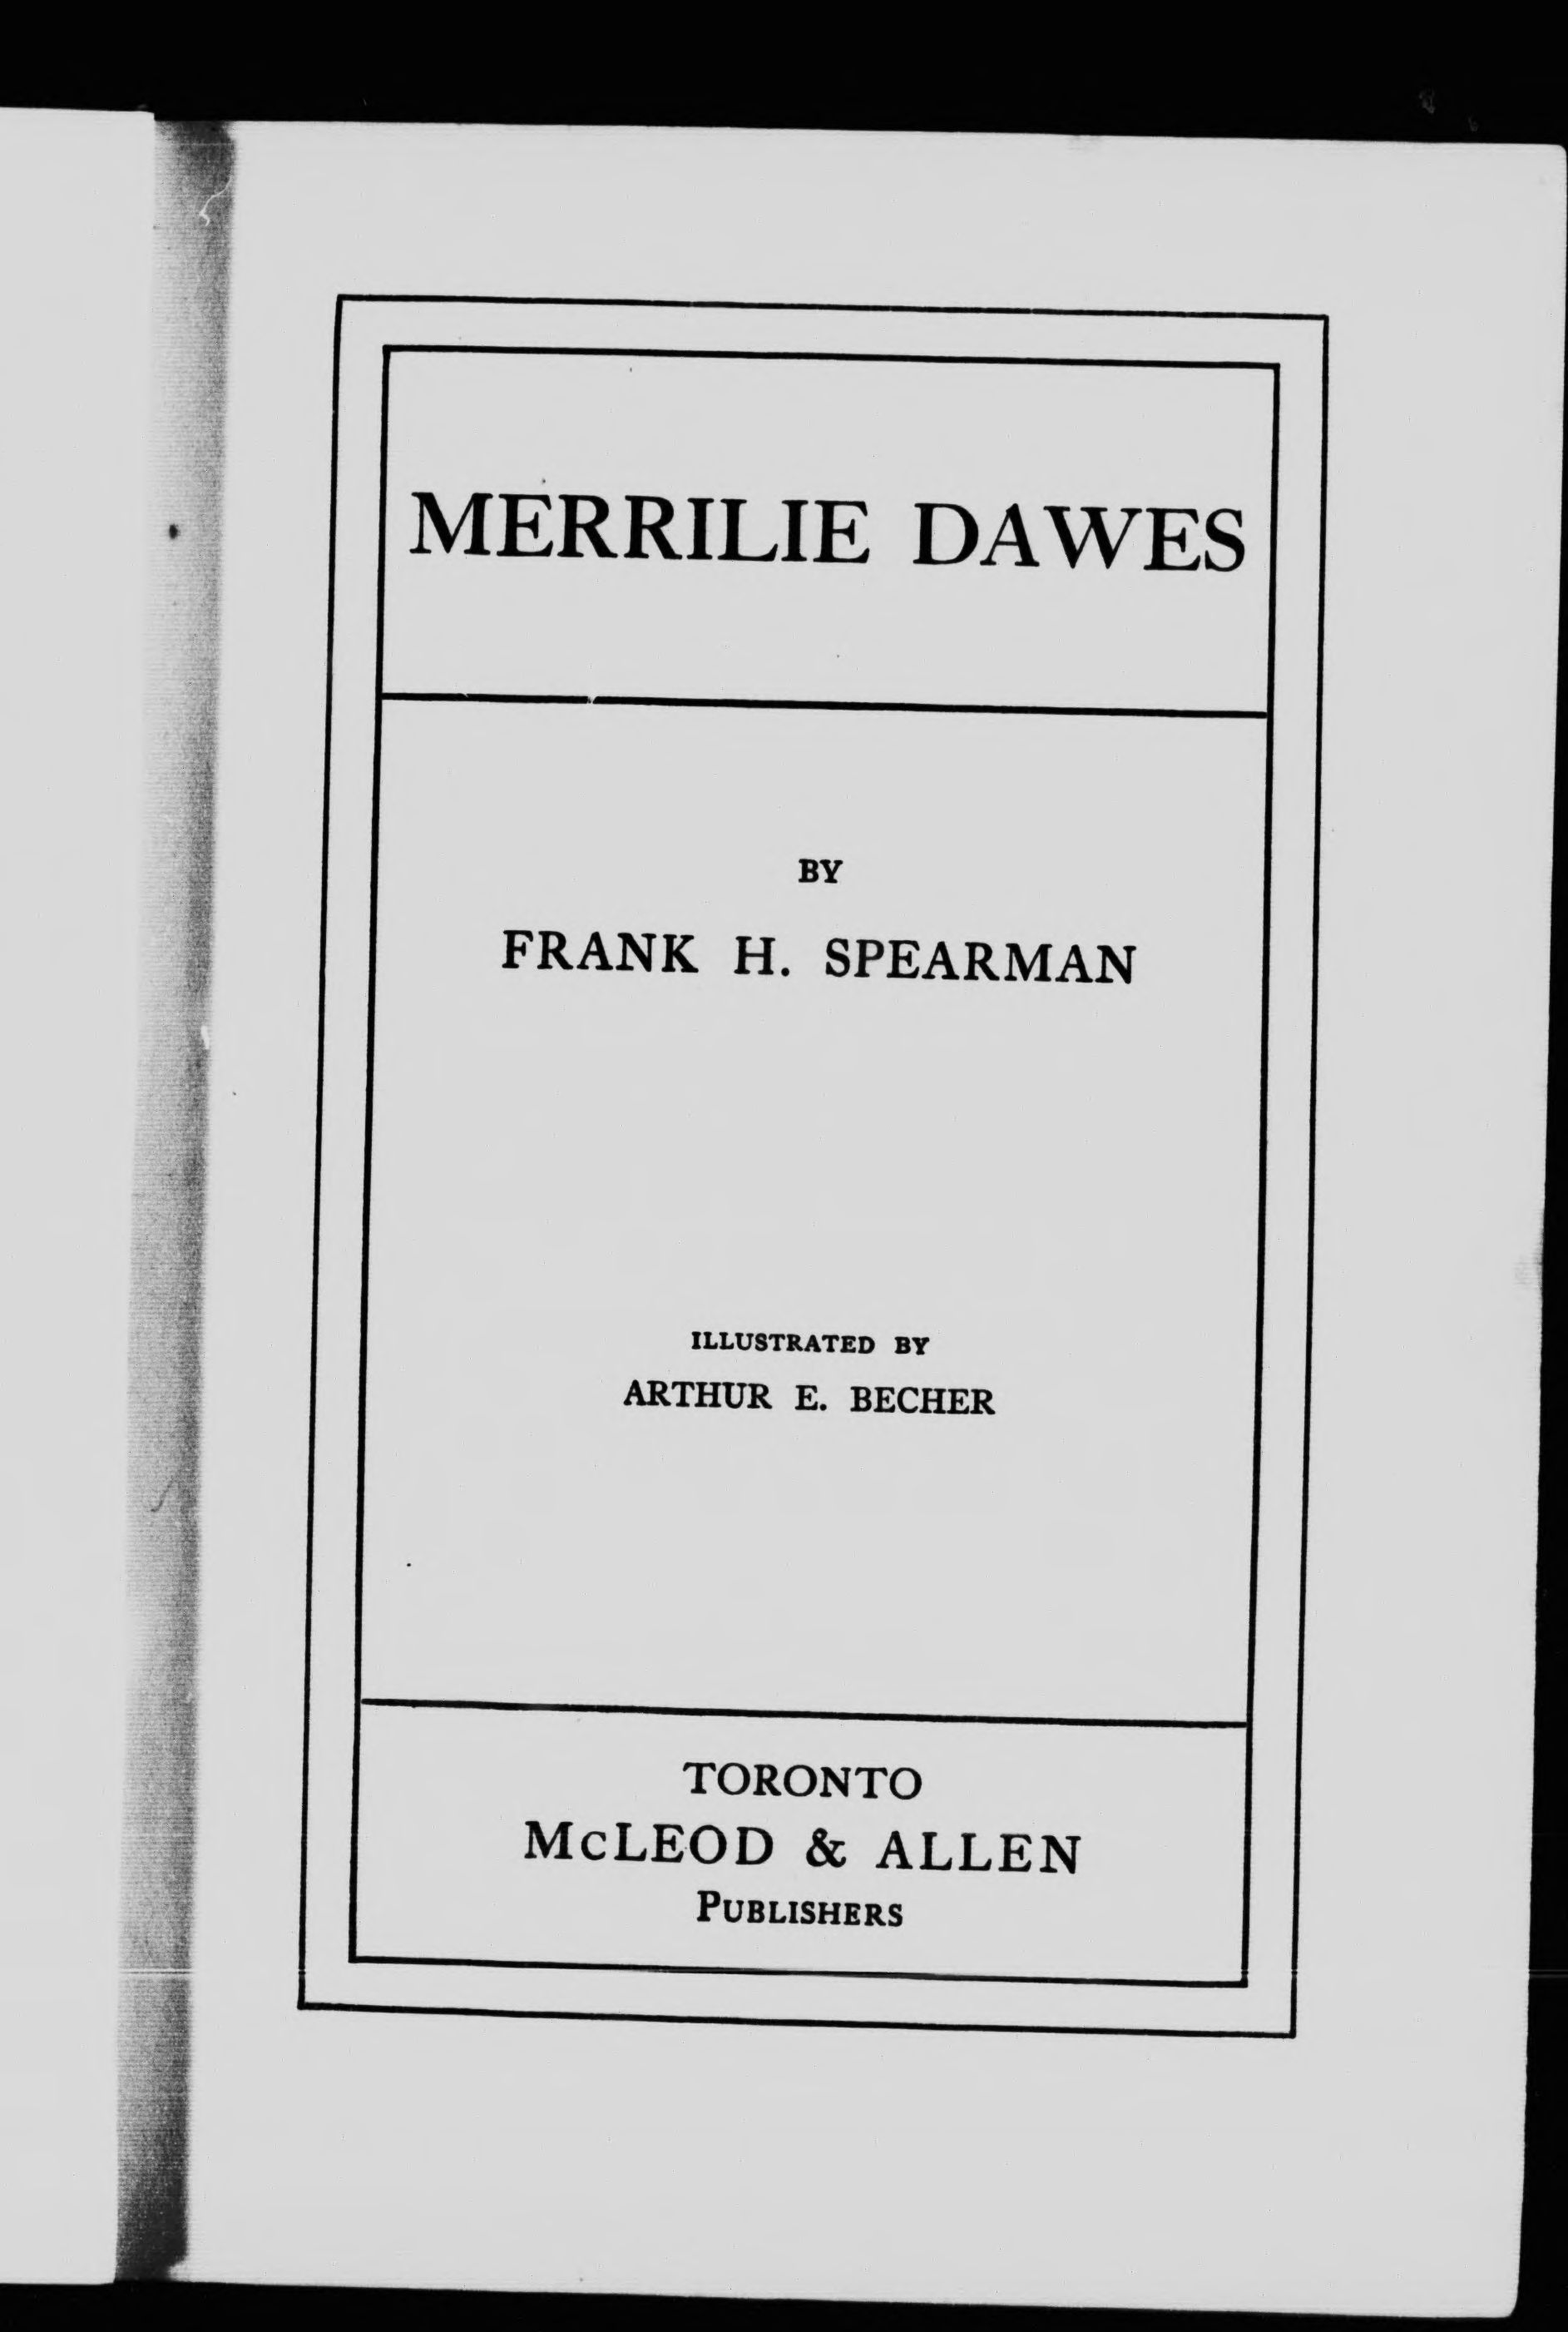 MERRILIE DAWES
BY
FRANK H. SPEARMAN
ILLUSTRATED BY
ARTHUR E. BECHER
TORONTO
McLEOD & ALLEN
PUBLISHERS